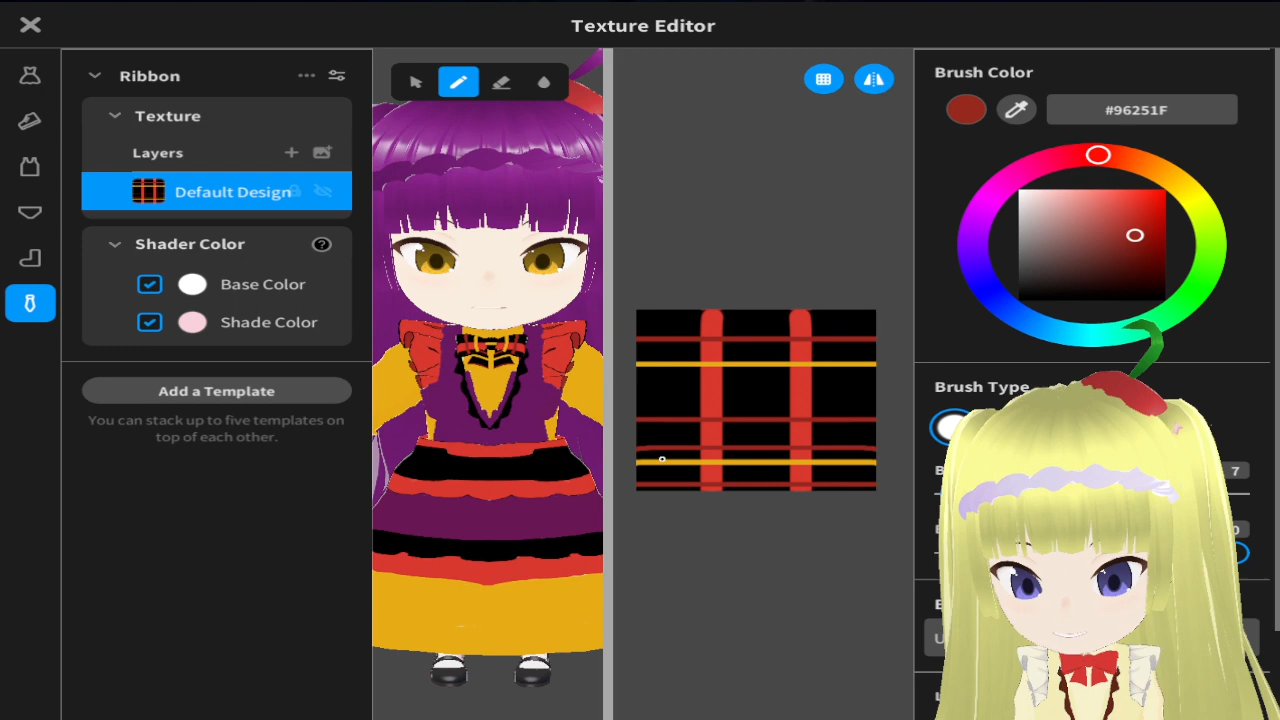 Texture Editor
Ribbon
Texture
Layers
Default Design
Shader Color
Base Color
Shade Color
Add a Template
You can stack up to five templates on
top of each other.
Brush Color
#96251F
Brush Type
7